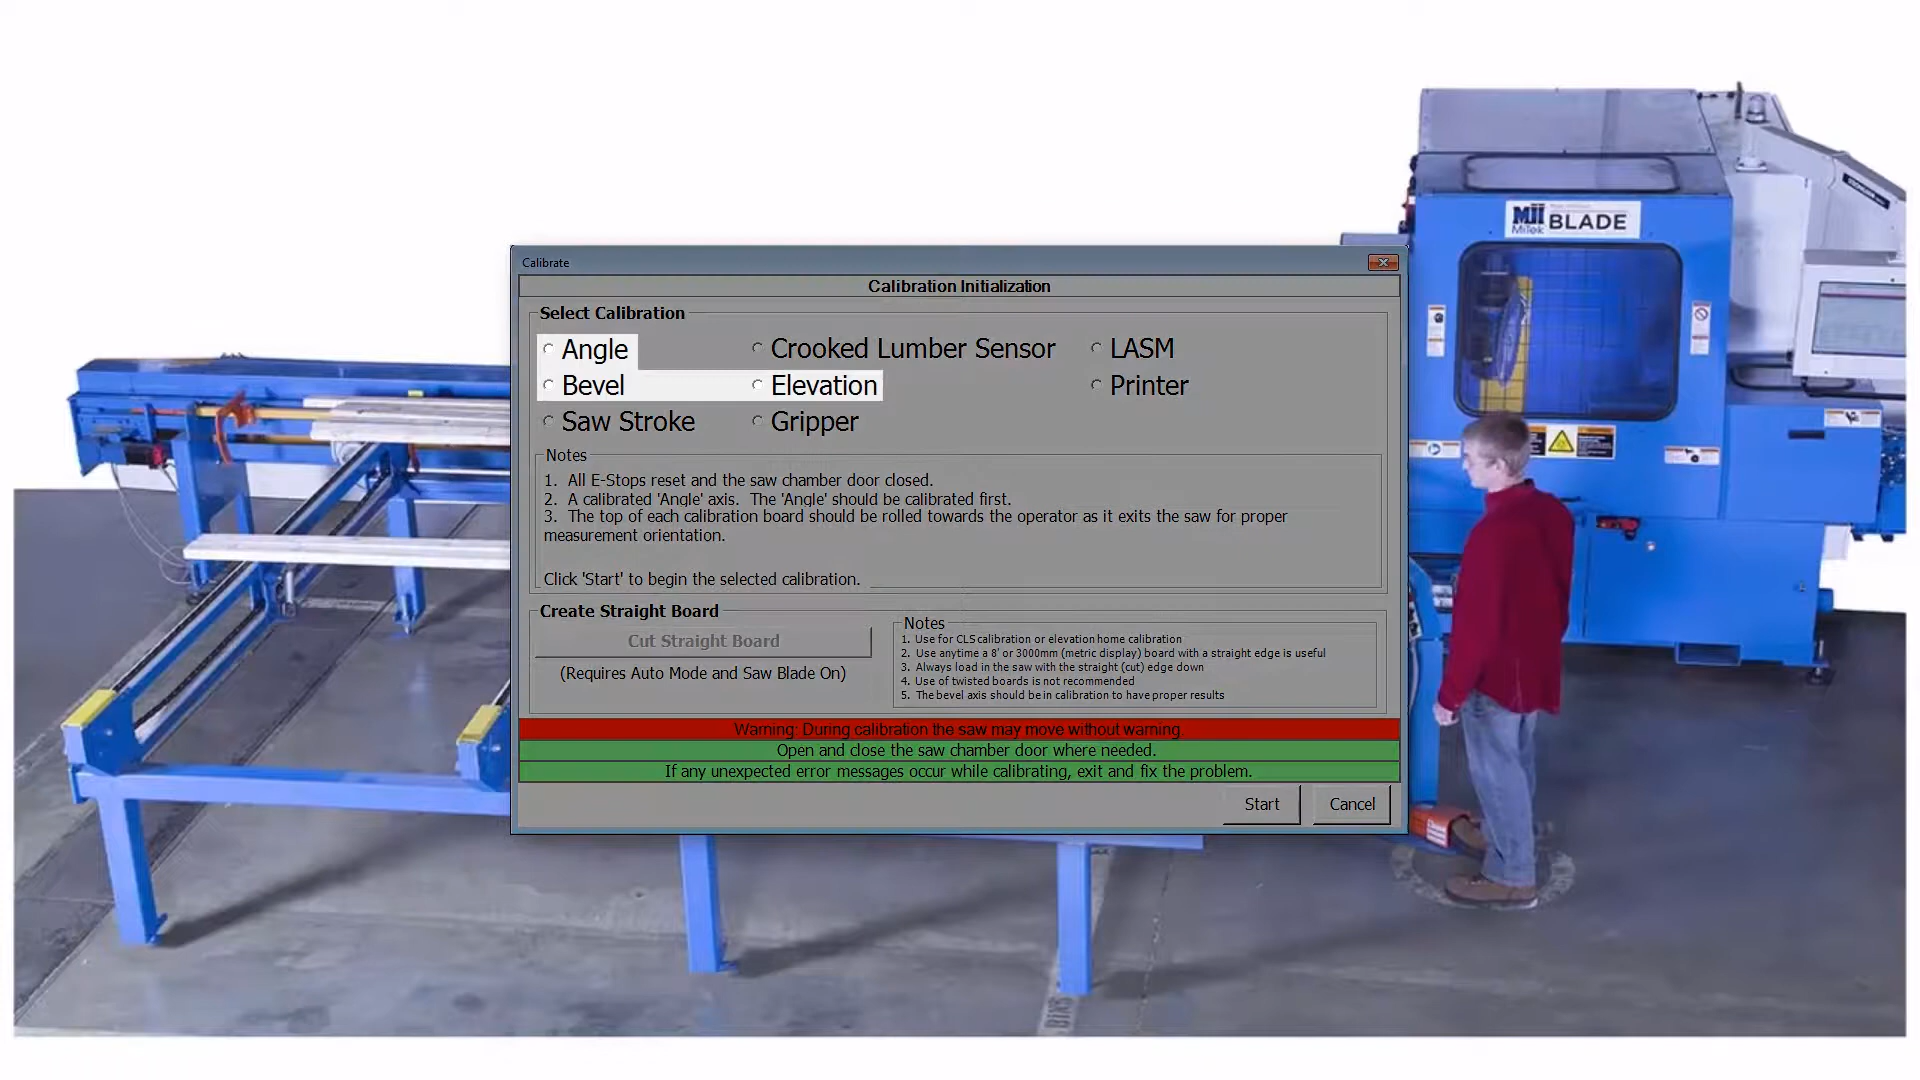 MiTek BLADE
Calibrate
Calibration Initialization
Select Calibration
Angle
Crooked Lumber Sensor
LASM
Bevel
Elevation
Printer
Saw Stroke
Gripper
Notes
1. All E-Stops reset and the saw chamber door closed.
2. A calibrated 'Angle' axis. The 'Angle' should be calibrated first.
3. The top of each calibration board should be rolled towards the operator as it exits the saw for proper
measurement orientation.
Click 'Start' to begin the selected calibration.
Create Straight Board
Cut Straight Board
(Requires Auto Mode and Saw Blade On)
Notes
1. Use for CLS calibration or elevation home calibration
2. Use anytime a 8' or 3000mm (metric display) board with a straight edge is useful
3. Always load in the saw with the straight (cut) edge down
4. Use of twisted boards is not recommended
5. The bevel axis should be in calibration to have proper results
Warning: During calibration the saw may move without warning.
Open and close the saw chamber door where needed.
If any unexpected error messages occur while calibrating, exit and fix the problem.
Start
Cancel